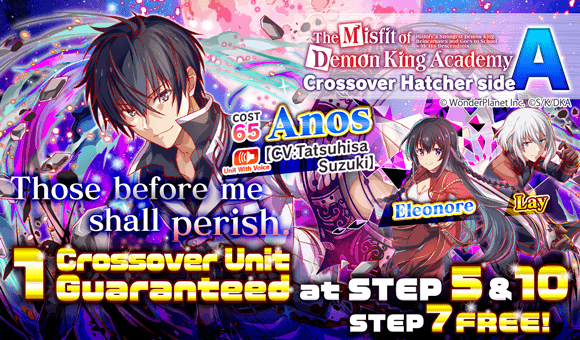 The Misfit of
Demon King Academy
History's Strongest Demon King
Reincarnates and Goes to School
with His Descendants
Crossover Hatcher side A
© WonderPlanet Inc. ©S/K/DKA
COST
65
Anos
Unit With Voice
[CV:Tatsuhisa
Suzuki]
Those before me
shall perish.
Eleonore
Lay
1 Crossover Unit
Guaranteed at STEP 5 & 10
STEP 7 FREE!